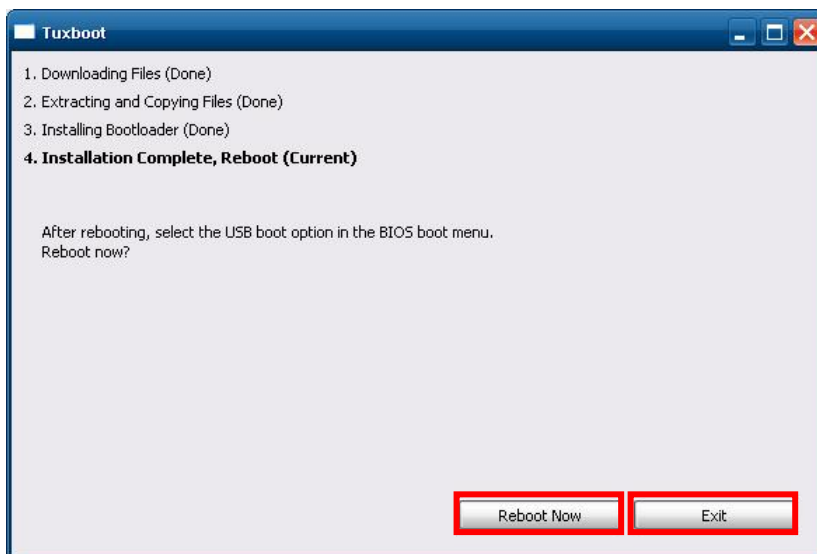 Tuxboot
1. Downloading Files (Done)
2. Extracting and Copying Files (Done)
3. Installing Bootloader (Done)
4. Installation Complete, Reboot (Current)
After rebooting, select the USB boot option in the BIOS boot menu.
Reboot now?
Reboot Now
Exit